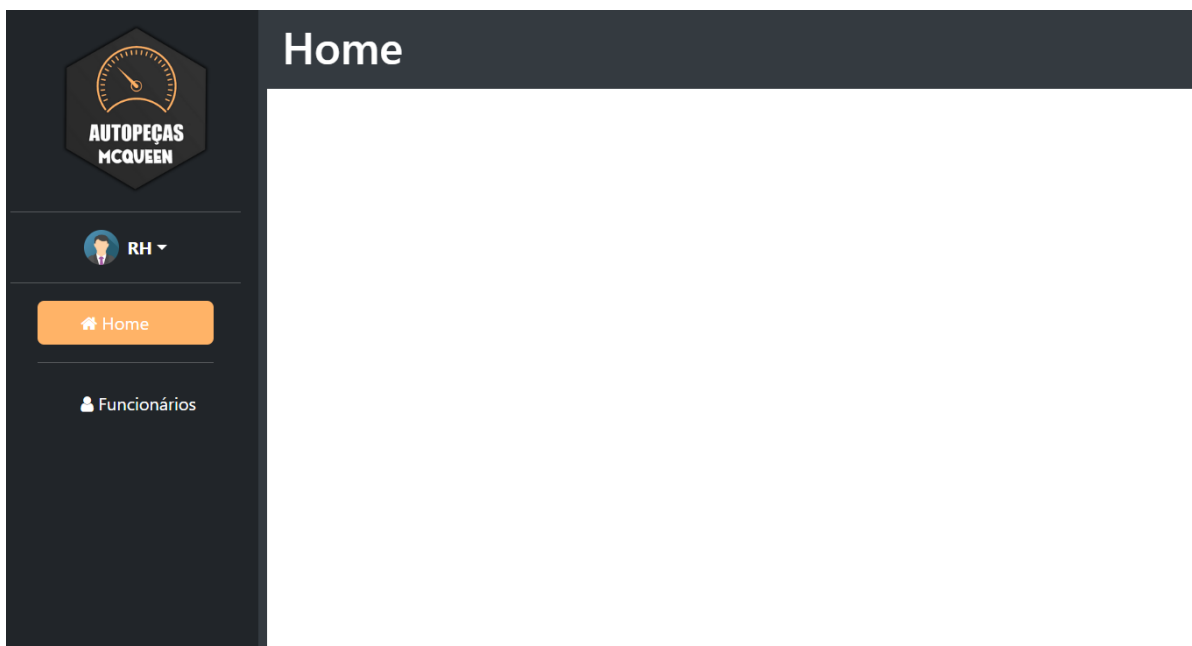 AUTOPEÇAS
MCQUEEN
RH
Home
Funcionários
Home